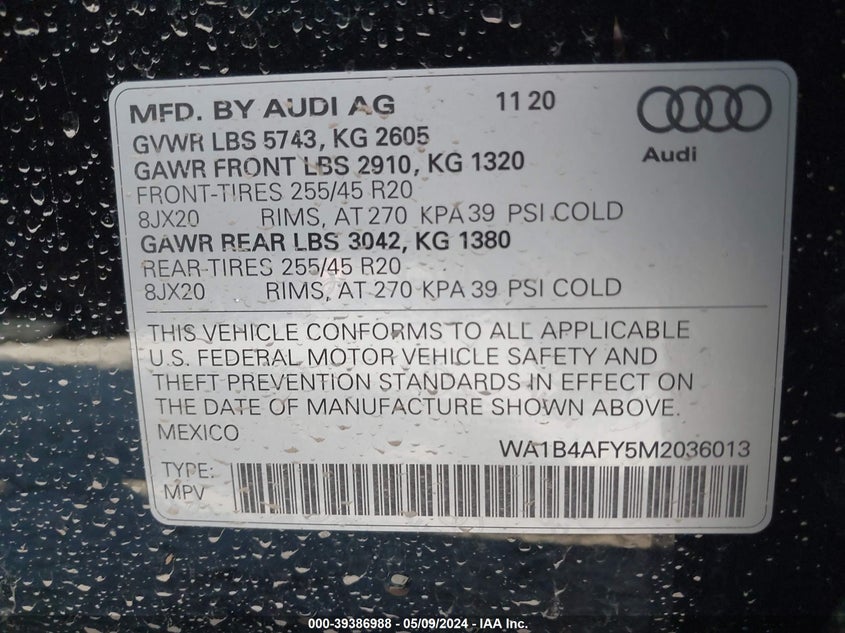 MFD. BY AUDI AG 11 20
Audi
GVWR LBS 5743, KG 2605
GAWR FRONT LBS 2910, KG 1320
FRONT-TIRES 255/45 R20
8JX20 RIMS, AT 270 KPA 39 PSI COLD
GAWR REAR LBS 3042, KG 1380
REAR-TIRES 255/45 R20
8JX20 RIMS, AT 270 KPA 39 PSI COLD
THIS VEHICLE CONFORMS TO ALL APPLICABLE
U.S. FEDERAL MOTOR VEHICLE SAFETY AND
THEFT PREVENTION STANDARDS IN EFFECT ON
THE DATE OF MANUFACTURE SHOWN ABOVE.
MEXICO
WA1B4AFY5M2036013
TYPE:
MPV
000-39386988 - 05/09/2024 - IAA Inc.